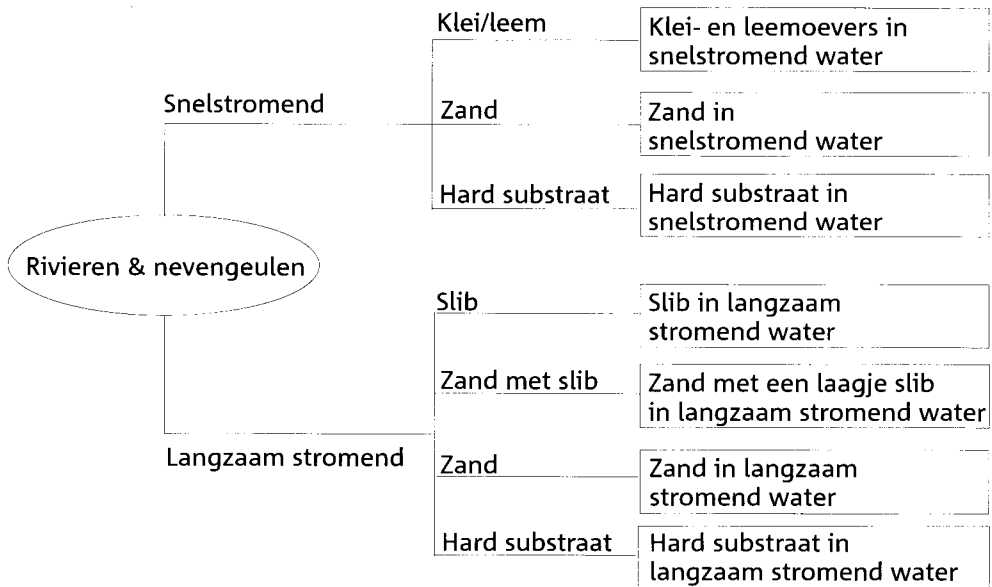 Klei/leem
Klei- en leemoevers in
snelstromend water
Snelstromend
Zand
Zand in
snelstromend water
Hard substraat
Hard substraat in
snelstromend water
Rivieren & nevengeulen
Slib
Slib in langzaam
stromend water
Zand met slib
Zand met een laagje slib
in langzaam stromend water
Langzaam stromend
Zand
Zand in langzaam
stromend water
Hard substraat
Hard substraat in
langzaam stromend water